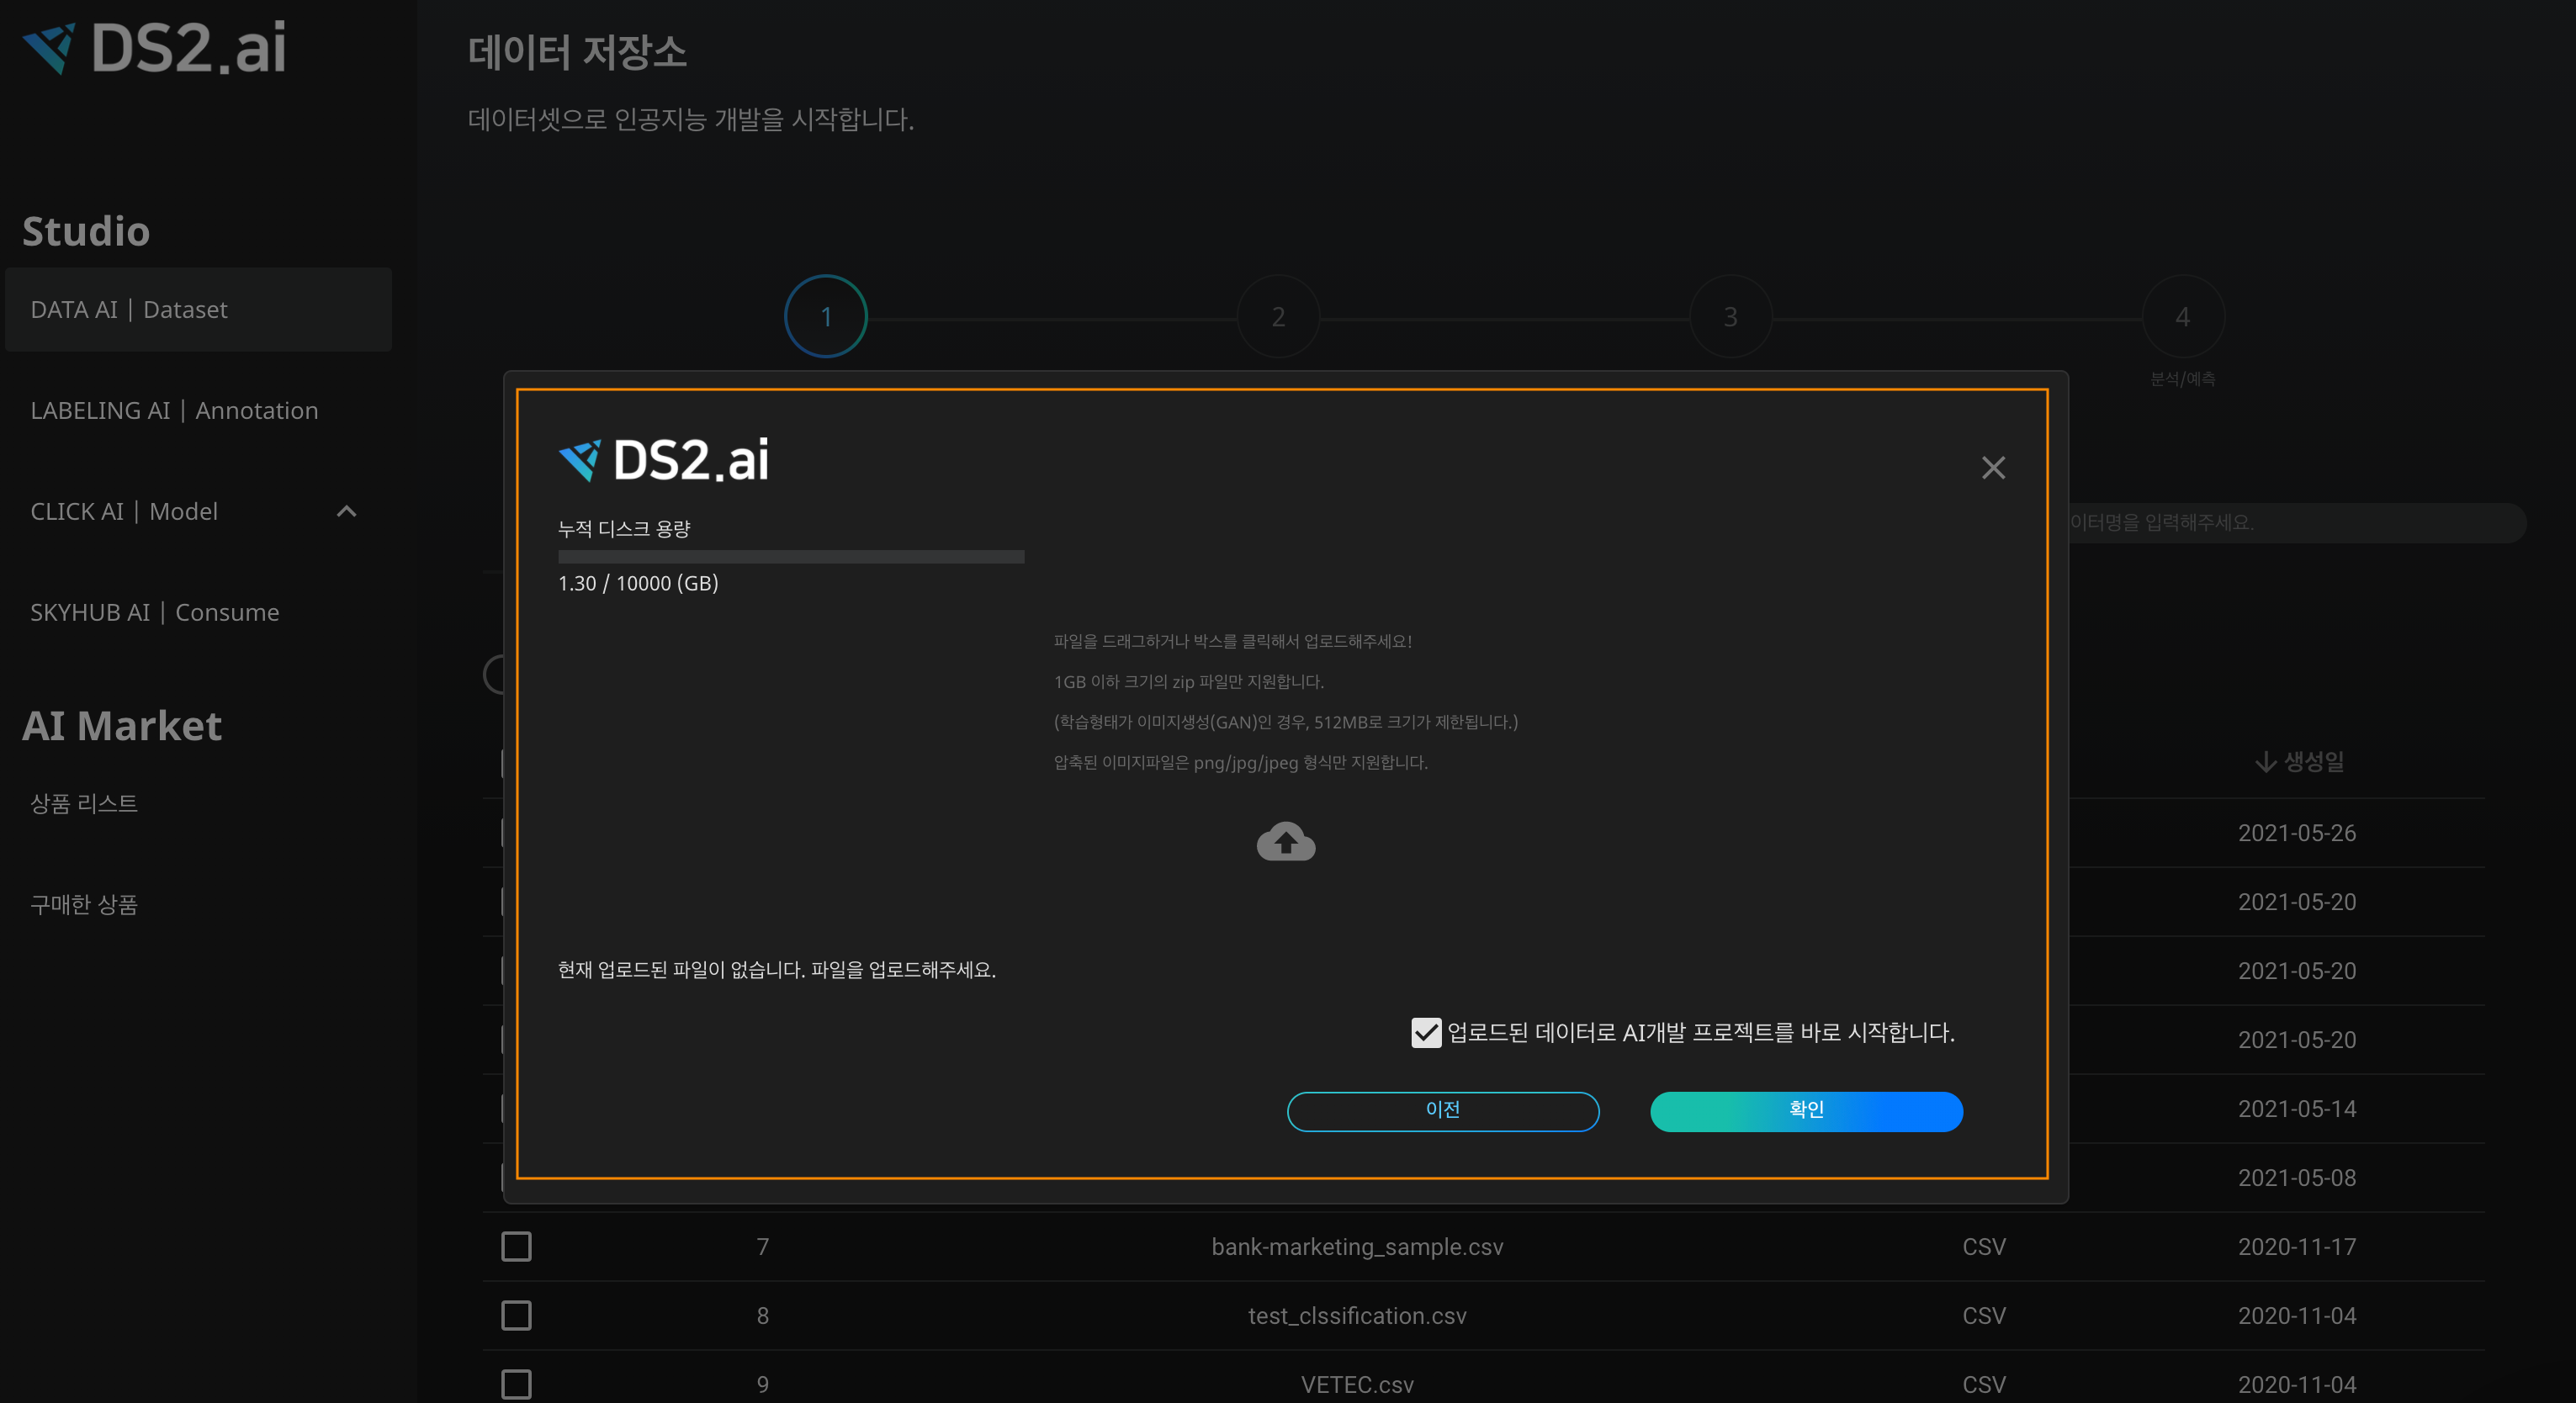 DS2.ai
데이터 저장소
데이터셋으로 인공지능 개발을 시작합니다.
Studio
DATA AI | Dataset
LABELING AI | Annotation
CLICK AI | Model
SKYHUB AI | Consume
AI Market
상품 리스트
구매한 상품
1
2
3
4
분석/예측
이터명을 입력해주세요.
DS2.ai
누적 디스크 용량
1.30 / 10000 (GB)
파일을 드래그하거나 박스를 클릭해서 업로드해주세요!
1GB 이하 크기의 zip 파일만 지원합니다.
(학습형태가 이미지생성(GAN)인 경우, 512MB로 크기가 제한됩니다.)
압축된 이미지파일은 png/jpg/jpeg 형식만 지원합니다.
현재 업로드된 파일이 없습니다. 파일을 업로드해주세요.
업로드된 데이터로 AI개발 프로젝트를 바로 시작합니다.
이전
확인
생성일
2021-05-26
2021-05-20
2021-05-20
2021-05-20
2021-05-14
2021-05-08
7 bank-marketing_sample.csv CSV 2020-11-17
8 test_clssification.csv CSV 2020-11-04
9 VETEC.csv CSV 2020-11-04